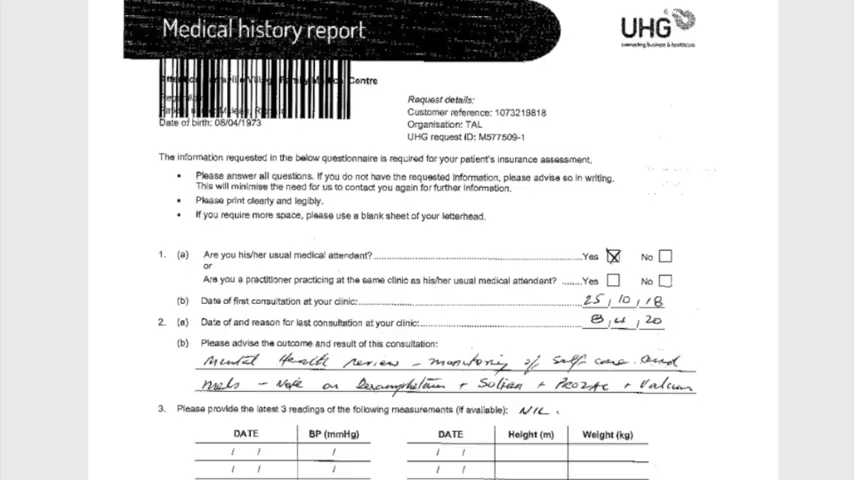 Medical history report
UHG
connecting business & healthcare
Centre
Date of birth: 08/04/1973
Request details:
Customer reference: 1073219818
Organisation: TAL
UHG request ID: M577509-1
The information requested in the below questionnaire is required for your patient's insurance assessment.
• Please answer all questions. If you do not have the requested information, please advise so in writing.
This will minimise the need for us to contact you again for further information.
• Please print clearly and legibly.
• If you require more space, please use a blank sheet of your letterhead.
1. (a) Are you his/her usual medical attendant? Yes No
or
Are you a practitioner practicing at the same clinic as his/her usual medical attendant? Yes No
(b) Date of first consultation at your clinic: 25, 10, 18
2. (a) Date of and reason for last consultation at your clinic: 8, 4, 20
(b) Please advise the outcome and result of this consultation:
Mental Health review - monitoring of self care and
meds - Note on Dexamphetamine + Solian + PROZAC + Valium
3. Please provide the latest 3 readings of the following measurements (if available): NIL.
DATE BP (mmHg) DATE Height (m) Weight (kg)
/ / / / /
/ / / / /